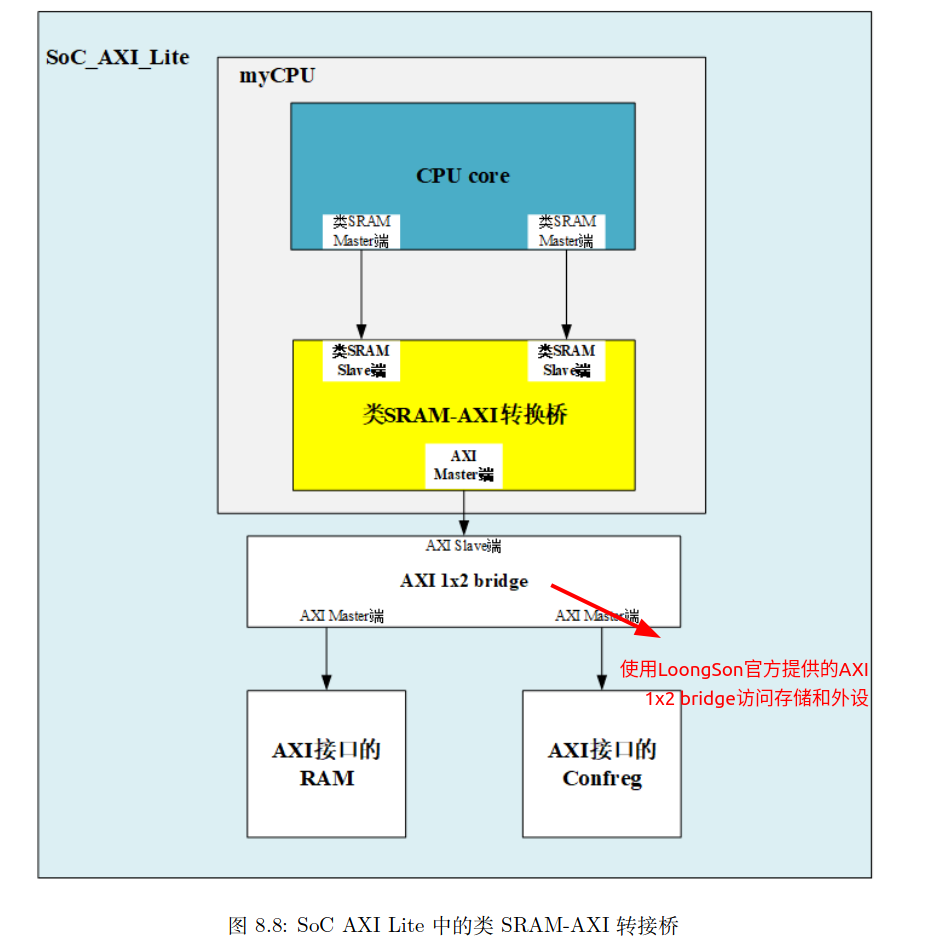 SoC_AXI_Lite
myCPU
CPU core
类SRAM
Master端
类SRAM
Master端
类SRAM
Slave端
类SRAM
Slave端
类SRAM-AXI转换桥
AXI
Master端
AXI Slave端
AXI 1x2 bridge
AXI Master端
AXI Master端
使用LoongSon官方提供的AXI
1x2 bridge访问存储和外设
AXI接口的
RAM
AXI接口的
Confreg
图 8.8: SoC AXI Lite 中的类 SRAM-AXI 转接桥